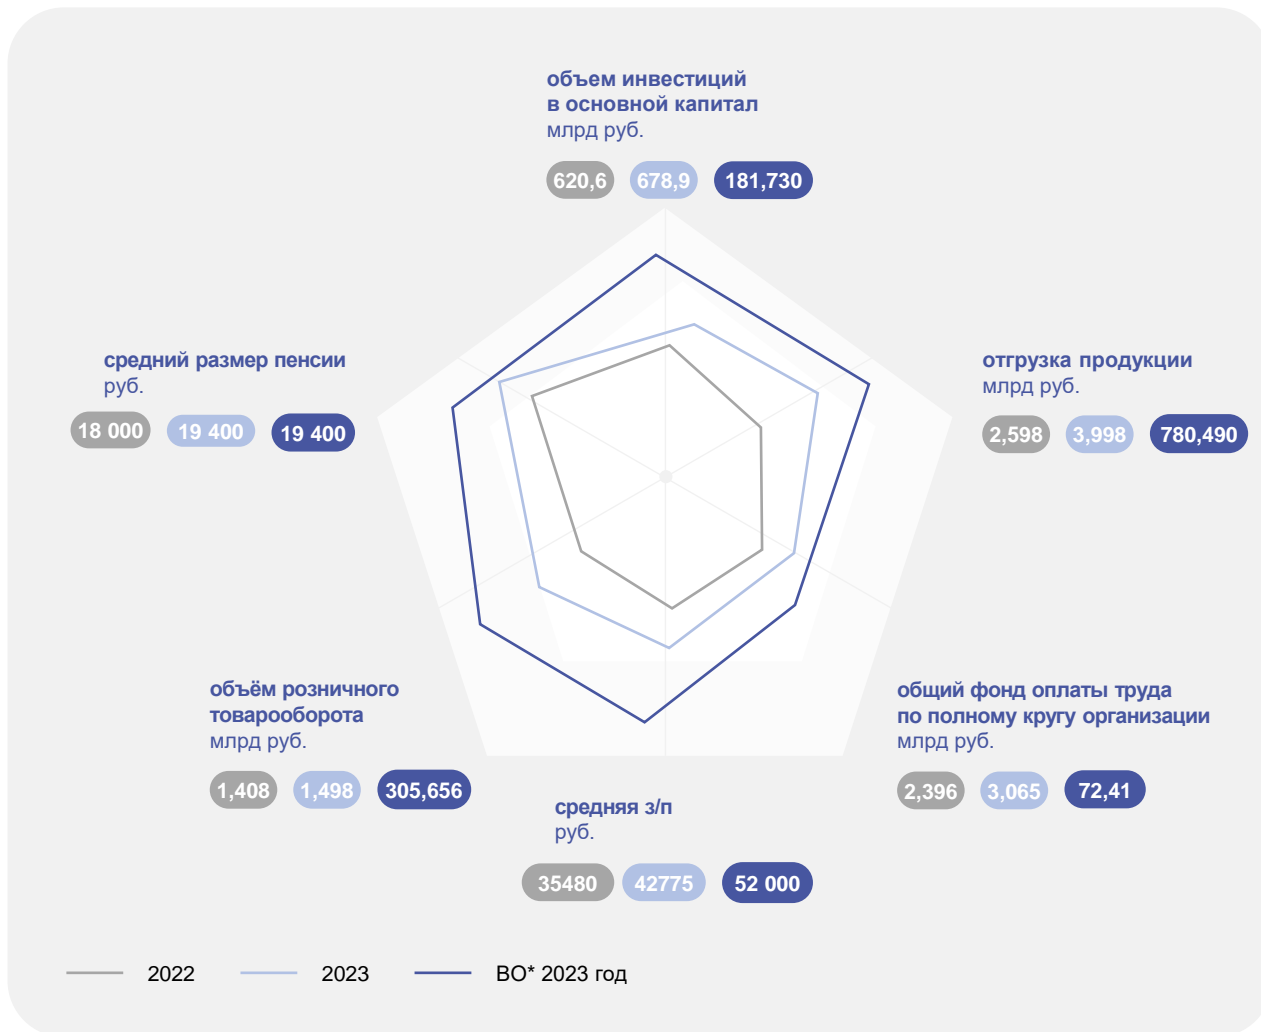 объем инвестиций
в основной капитал
млрд руб.
620,6 678,9 181,730
средний размер пенсии
руб.
18 000 19 400 19 400
отгрузка продукции
млрд руб.
2,598 3,998 780,490
объём розничного
товарооборота
млрд руб.
1,408 1,498 305,656
общий фонд оплаты труда
по полному кругу организации
млрд руб.
2,396 3,065 72,41
средняя з/п
руб.
35480 42775 52 000
2022 2023 ВО* 2023 год